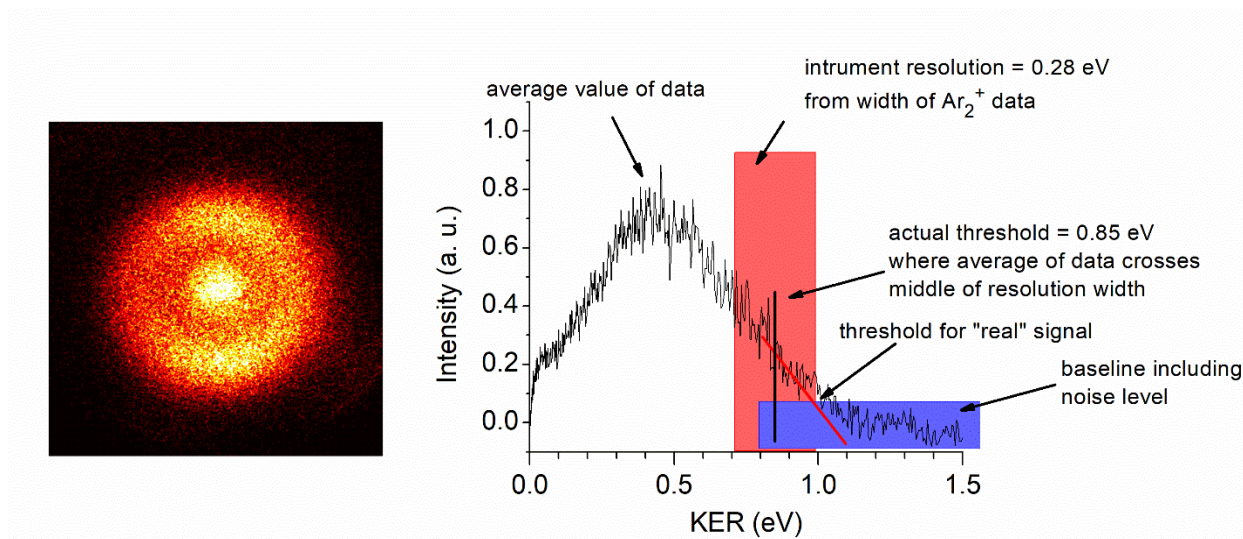 average value of data
intrument resolution = 0.28 eV
from width of Ar₂⁺ data
actual threshold = 0.85 eV
where average of data crosses
middle of resolution width
threshold for "real" signal
baseline including
noise level
Intensity (a. u.)
1.0
0.8
0.6
0.4
0.2
0.0
0.0 0.5 1.0 1.5
KER (eV)